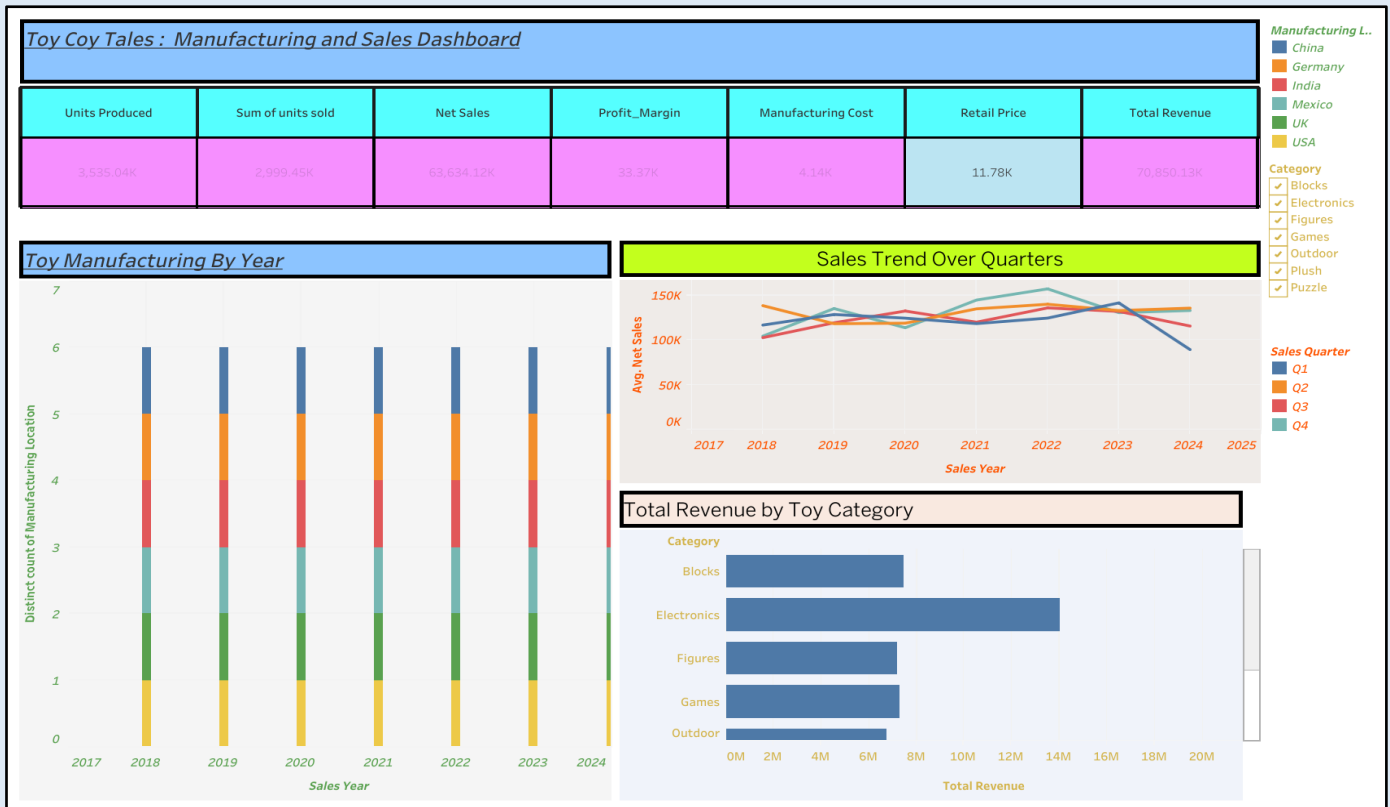 Toy Coy Tales : Manufacturing and Sales Dashboard
Units Produced
Sum of units sold
Net Sales
Profit_Margin
Manufacturing Cost
Retail Price
Total Revenue
3,535.04K
2,999.45K
63,634.12K
33.37K
4.14K
11.78K
70,850.13K
Manufacturing L..
China
Germany
India
Mexico
UK
USA
Category
Blocks
Electronics
Figures
Games
Outdoor
Plush
Puzzle
Sales Quarter
Q1
Q2
Q3
Q4
Toy Manufacturing By Year
Distinct count of Manufacturing Location
7
6
5
4
3
2
1
0
2017
2018
2019
2020
2021
2022
2023
2024
Sales Year
Sales Trend Over Quarters
Avg. Net Sales
150K
100K
50K
0K
2017
2018
2019
2020
2021
2022
2023
2024
2025
Sales Year
Total Revenue by Toy Category
Category
Blocks
Electronics
Figures
Games
Outdoor
0M
2M
4M
6M
8M
10M
12M
14M
16M
18M
20M
Total Revenue